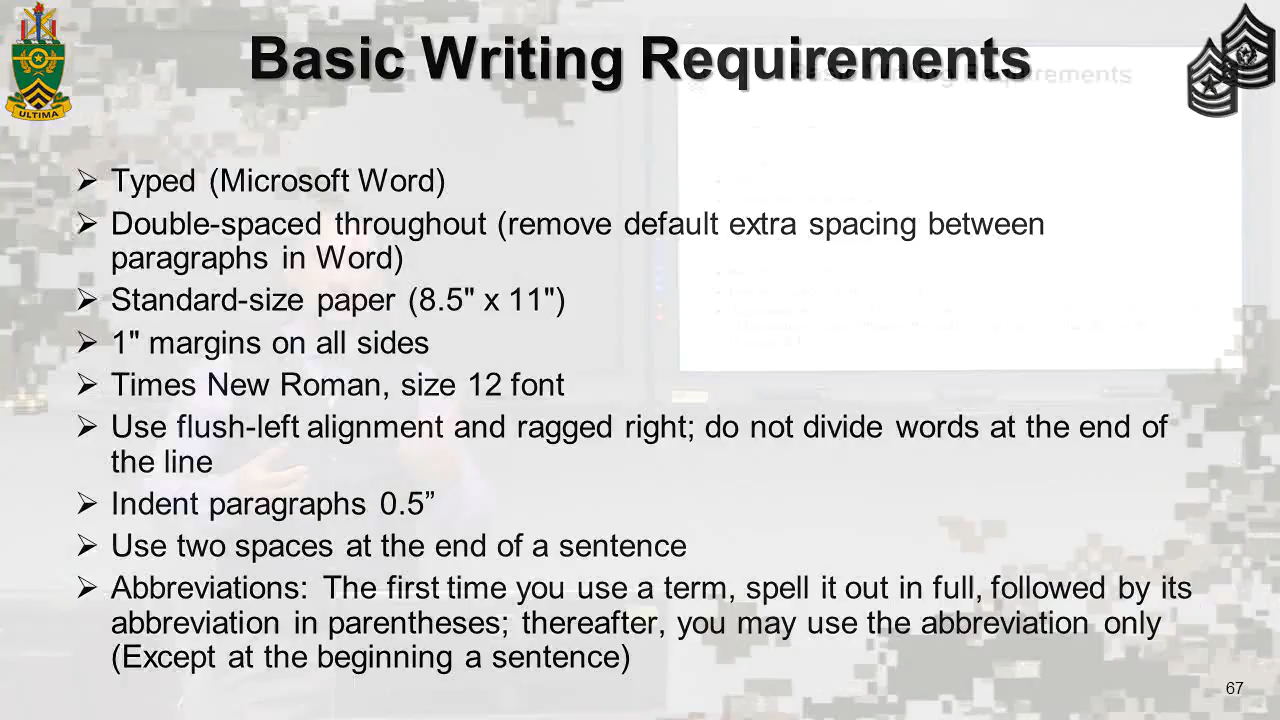 Basic Writing Requirements
ULTIMA
➢ Typed (Microsoft Word)
➢ Double-spaced throughout (remove default extra spacing between
paragraphs in Word)
➢ Standard-size paper (8.5" x 11")
➢ 1" margins on all sides
➢ Times New Roman, size 12 font
➢ Use flush-left alignment and ragged right; do not divide words at the end of
the line
➢ Indent paragraphs 0.5”
➢ Use two spaces at the end of a sentence
➢ Abbreviations: The first time you use a term, spell it out in full, followed by its
abbreviation in parentheses; thereafter, you may use the abbreviation only
(Except at the beginning a sentence)
67